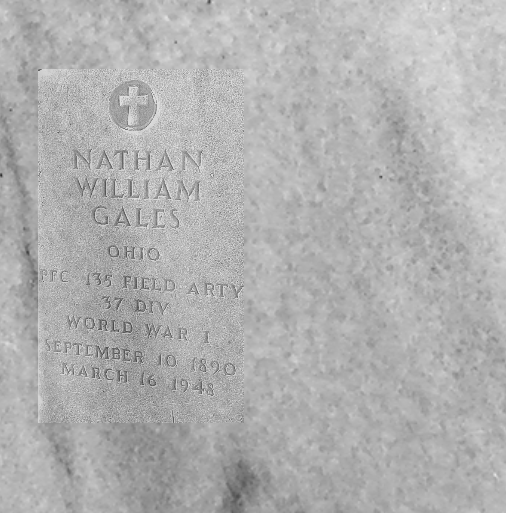 NATHAN
WILLIAM
GALES
OHIO
PFC 135 FIELD ARTY
37 DIV
WORLD WAR I
SEPTEMBER 10 1890
MARCH 16 1948